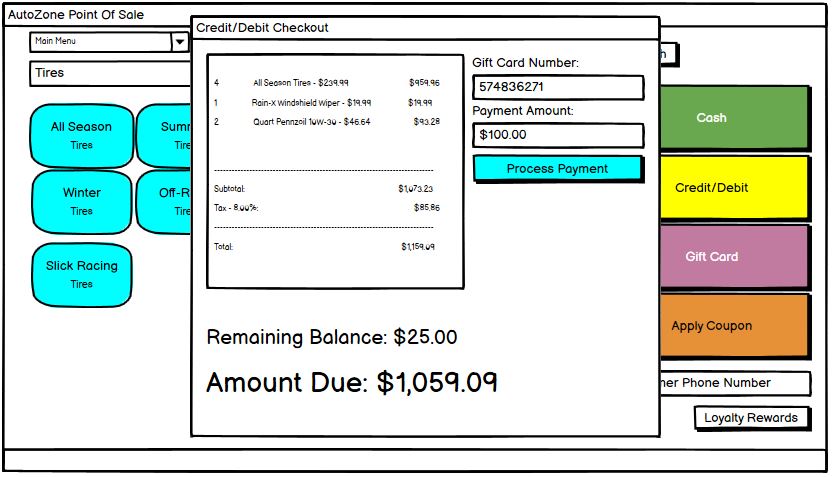 AutoZone Point Of Sale
Credit/Debit Checkout
Main Menu
Tires
All Season
Tires
Winter
Tires
Off-R
Tire
Slick Racing
Tires
4 All Season Tires - $239.99 $959.96
1 Rain-X Windshield Wiper - $19.99 $19.99
2 Quart Pennzoil 10W-30 - $46.64 $93.28
Subtotal: $1,073.23
Tax - 8.00%: $85.86
Total: $1,159.09
Gift Card Number:
574836271
Payment Amount:
$100.00
Process Payment
Remaining Balance: $25.00
Amount Due: $1,059.09
Cash
Credit/Debit
Gift Card
Apply Coupon
ner Phone Number
Loyalty Rewards